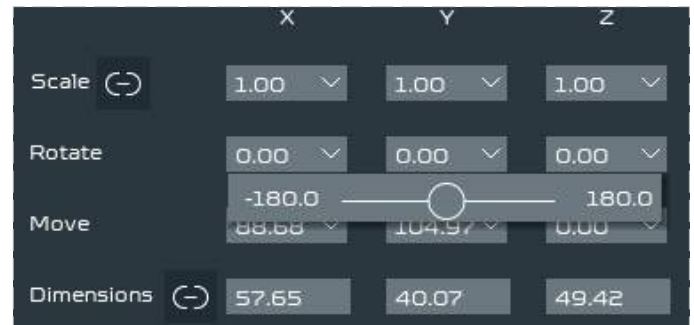 X Y Z
Scale 1.00 1.00 1.00
Rotate 0.00 0.00 0.00
-180.0 180.0
Move 88.68 104.97 0.00
Dimensions 57.65 40.07 49.42